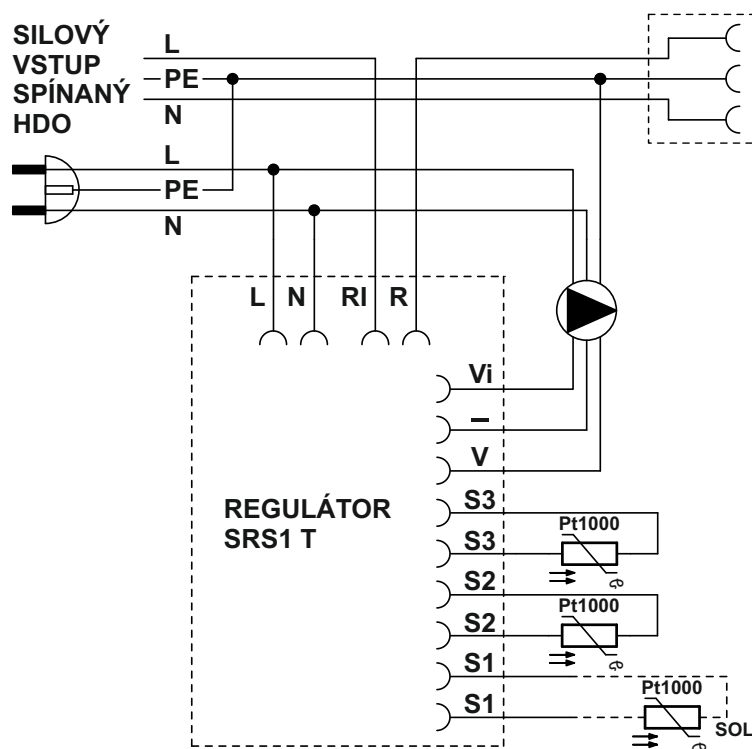 SILOVÝ
VSTUP
SPÍNANÝ
HDO
L
PE
N
L
PE
N
L N RI R
Vi
–
V
REGULÁTOR
SRS1 T
S3
Pt1000
S3
S2
Pt1000
S2
S1
Pt1000
S1
SOL